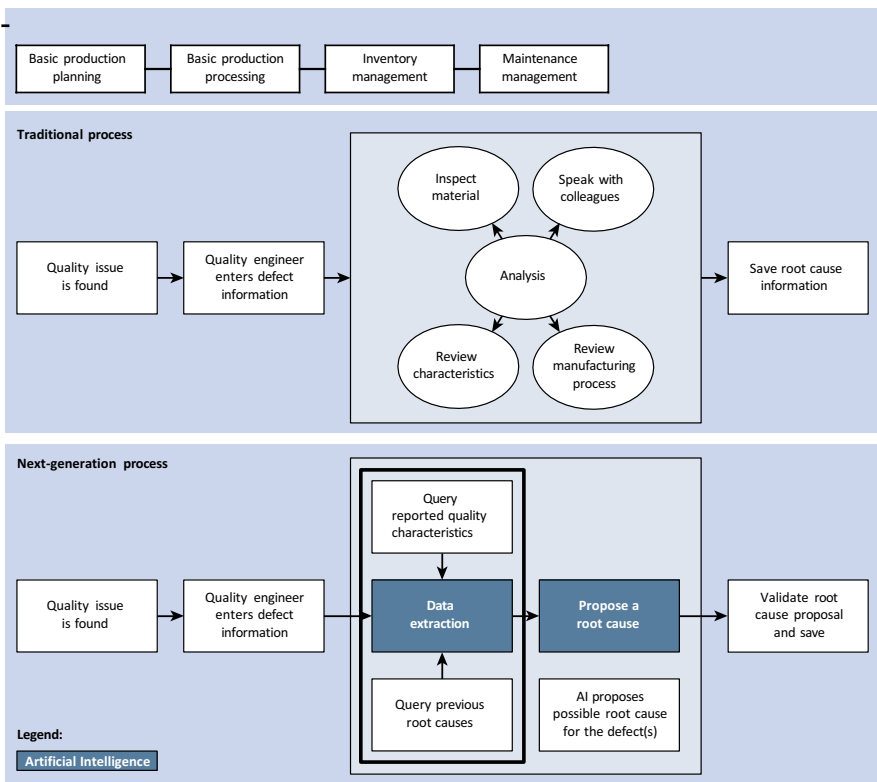 Basic production
planning
Basic production
processing
Inventory
management
Maintenance
management
Traditional process
Quality issue
is found
Quality engineer
enters defect
information
Inspect
material
Speak with
colleagues
Analysis
Review
characteristics
Review
manufacturing
process
Save root cause
information
Next-generation process
Quality issue
is found
Quality engineer
enters defect
information
Query
reported quality
characteristics
Data
extraction
Query previous
root causes
Propose a
root cause
AI proposes
possible root cause
for the defect(s)
Validate root
cause proposal
and save
Legend:
Artificial Intelligence